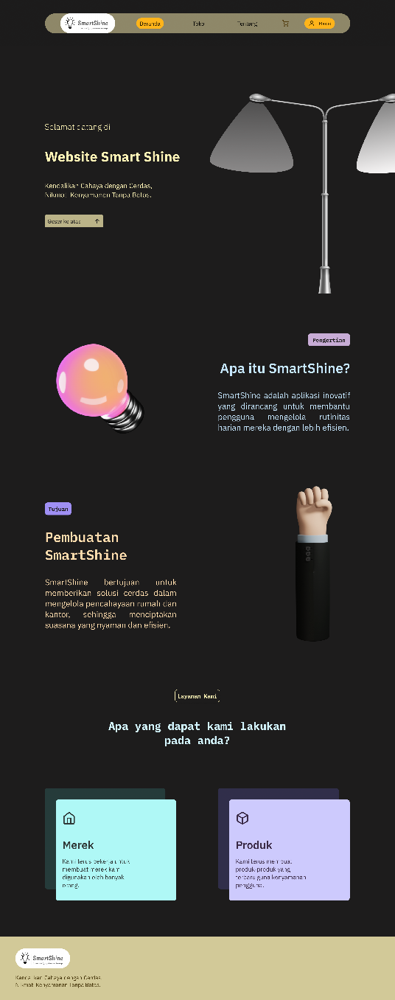 SmartShine
Beranda
Toko
Tentang
Masuk
Selamat datang di
Website Smart Shine
Kendalikan Cahaya dengan Cerdas,
Nikmati Kenyamanan Tanpa Batas.
Geser ke atas
Pengertian
Apa itu SmartShine?
SmartShine adalah aplikasi inovatif
yang dirancang untuk membantu
pengguna mengelola rutinitas
harian mereka dengan lebih efisien.
Tujuan
Pembuatan
SmartShine
SmartShine bertujuan untuk
memberikan solusi cerdas dalam
mengelola pencahayaan rumah dan
kantor, sehingga menciptakan
suasana yang nyaman dan efisien.
Layanan Kami
Apa yang dapat kami lakukan
pada anda?
Merek
Kami terus bekerja untuk
membuat merek kami
digunakan oleh banyak
orang.
Produk
Kami terus membuat
produk-produk yang
terbaru guna kenyamanan
pengguna.
SmartShine
Kendalikan Cahaya dengan Cerdas,
Nikmati Kenyamanan Tanpa Batas.